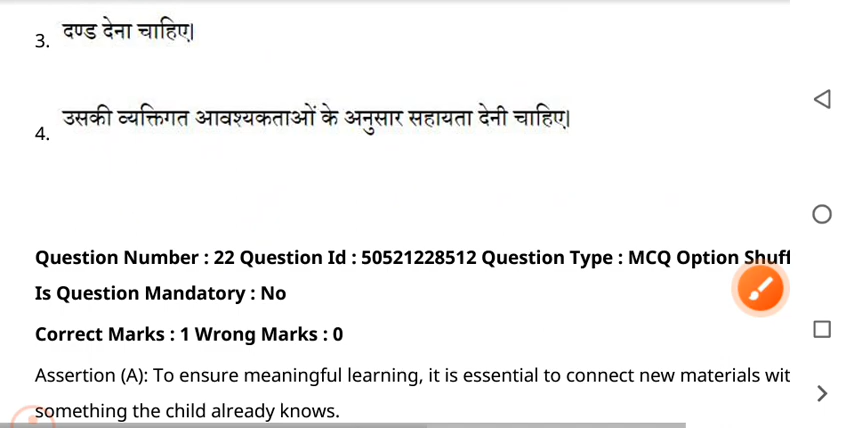 3. दण्ड देना चाहिए|
4. उसकी व्यक्तिगत आवश्यकताओं के अनुसार सहायता देनी चाहिए|
Question Number : 22 Question Id : 50521228512 Question Type : MCQ Option Shuff
Is Question Mandatory : No
Correct Marks : 1 Wrong Marks : 0
Assertion (A): To ensure meaningful learning, it is essential to connect new materials wit
something the child already knows.